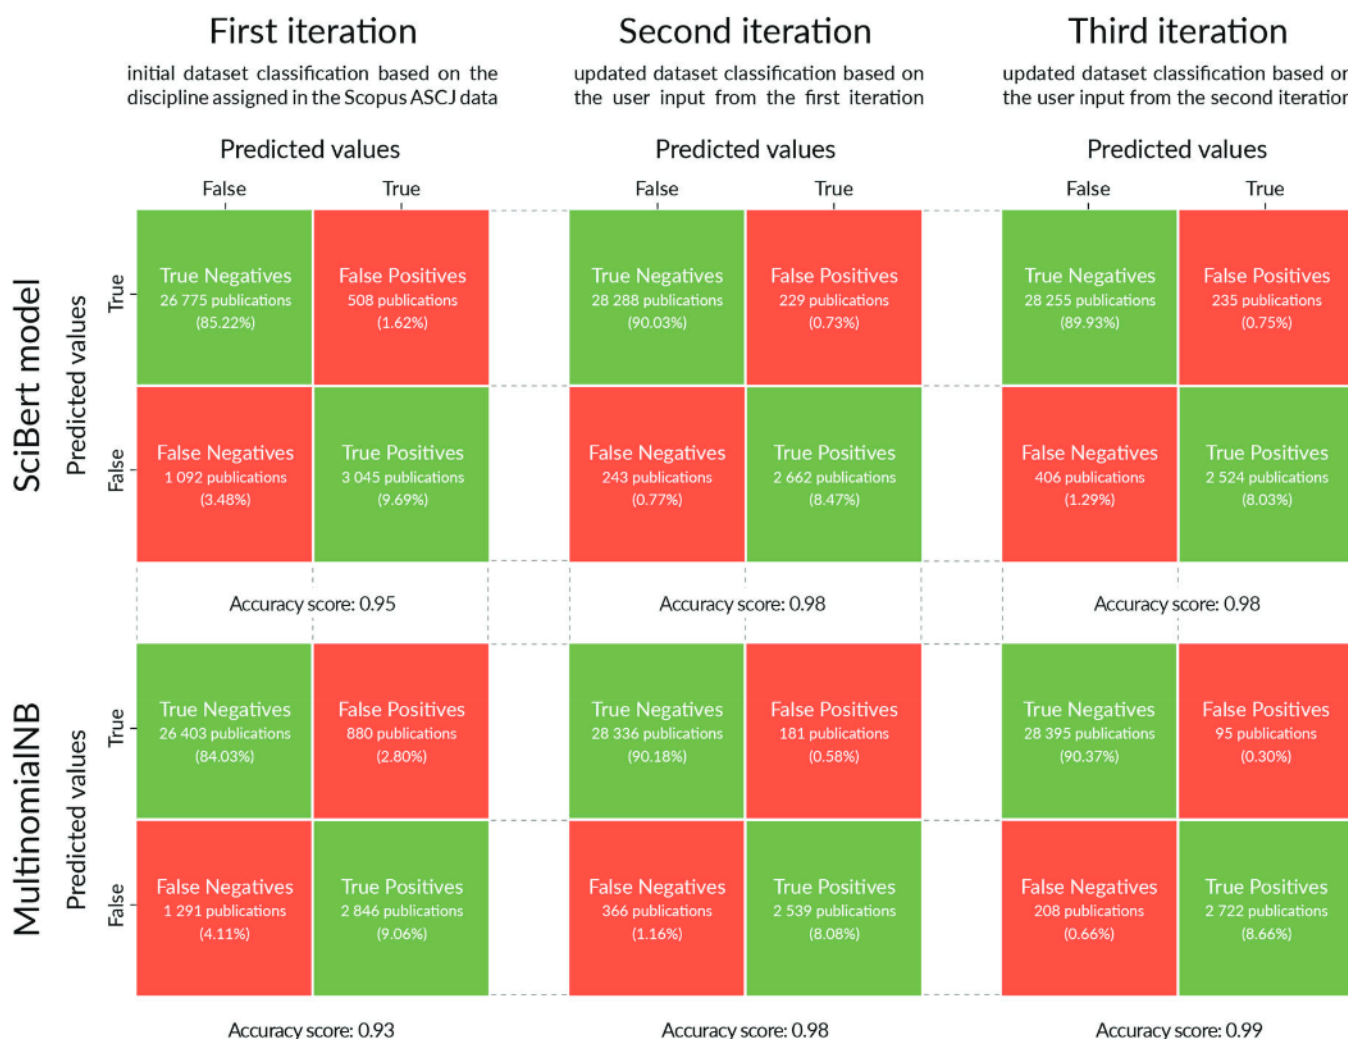 First iteration
initial dataset classification based on the
discipline assigned in the Scopus ASCJ data
Second iteration
updated dataset classification based on
the user input from the first iteration
Third iteration
updated dataset classification based on
the user input from the second iteration
Predicted values
False
True
Predicted values
False
True
Predicted values
False
True
SciBert model
Predicted values
True
False
True Negatives
26 775 publications
(85.22%)
False Positives
508 publications
(1.62%)
False Negatives
1 092 publications
(3.48%)
True Positives
3 045 publications
(9.69%)
Accuracy score: 0.95
True Negatives
28 288 publications
(90.03%)
False Positives
229 publications
(0.73%)
False Negatives
243 publications
(0.77%)
True Positives
2 662 publications
(8.47%)
Accuracy score: 0.98
True Negatives
28 255 publications
(89.93%)
False Positives
235 publications
(0.75%)
False Negatives
406 publications
(1.29%)
True Positives
2 524 publications
(8.03%)
Accuracy score: 0.98
MultinomialNB
Predicted values
True
False
True Negatives
26 403 publications
(84.03%)
False Positives
880 publications
(2.80%)
False Negatives
1 291 publications
(4.11%)
True Positives
2 846 publications
(9.06%)
Accuracy score: 0.93
True Negatives
28 336 publications
(90.18%)
False Positives
181 publications
(0.58%)
False Negatives
366 publications
(1.16%)
True Positives
2 539 publications
(8.08%)
Accuracy score: 0.98
True Negatives
28 395 publications
(90.37%)
False Positives
95 publications
(0.30%)
False Negatives
208 publications
(0.66%)
True Positives
2 722 publications
(8.66%)
Accuracy score: 0.99